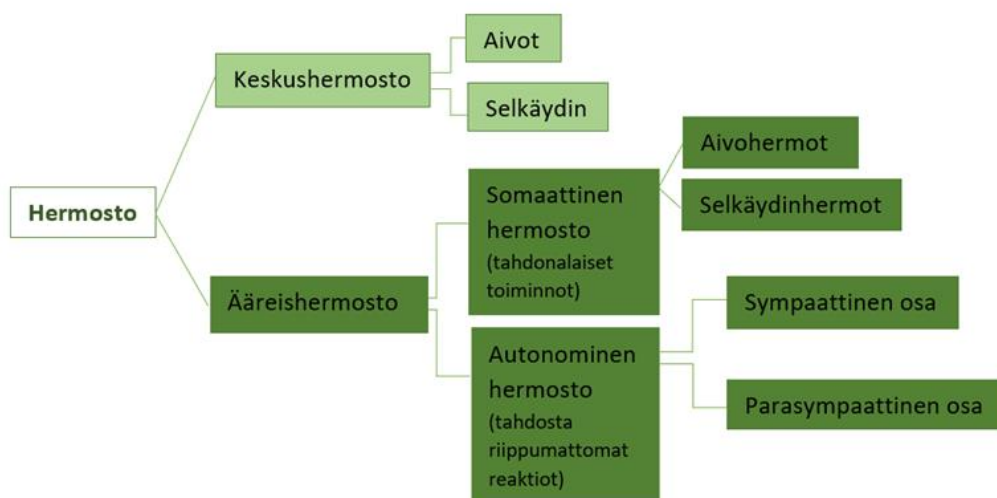 Hermosto
Keskushermosto
Aivot
Selkäydin
Ääreishermosto
Somaattinen
hermosto
(tahdonalaiset
toiminnot)
Aivohermot
Selkäydinhermot
Autonominen
hermosto
(tahdosta
riippumattomat
reaktiot)
Sympaattinen osa
Parasympaattinen osa